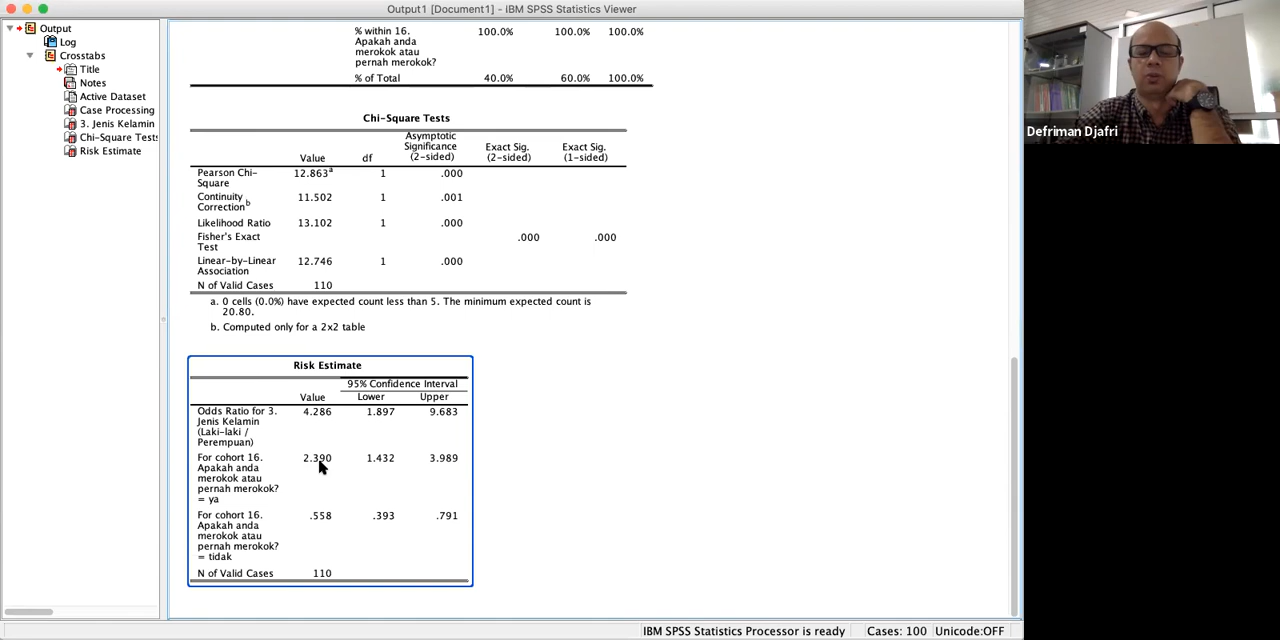 Output1 [Document1] - IBM SPSS Statistics Viewer
Output
Log
Crosstabs
Title
Notes
Active Dataset
Case Processing
3. Jenis Kelamin
Chi-Square Tests
Risk Estimate
% within 16. 100.0% 100.0% 100.0%
Apakah anda
merokok atau
pernah merokok?
% of Total 40.0% 60.0% 100.0%
Chi-Square Tests
Value df Asymptotic Significance (2-sided) Exact Sig. (2-sided) Exact Sig. (1-sided)
Pearson Chi-Square 12.863a 1 .000
Continuity Correctionb 11.502 1 .001
Likelihood Ratio 13.102 1 .000
Fisher's Exact Test .000 .000
Linear-by-Linear Association 12.746 1 .000
N of Valid Cases 110
a. 0 cells (0.0%) have expected count less than 5. The minimum expected count is
20.80.
b. Computed only for a 2x2 table
Risk Estimate
95% Confidence Interval
Value Lower Upper
Odds Ratio for 3. 4.286 1.897 9.683
Jenis Kelamin
(Laki-laki /
Perempuan)
For cohort 16. 2.390 1.432 3.989
Apakah anda
merokok atau
pernah merokok?
= ya
For cohort 16. .558 .393 .791
Apakah anda
merokok atau
pernah merokok?
= tidak
N of Valid Cases 110
IBM SPSS Statistics Processor is ready Cases: 100 Unicode:OFF
Defriman Djafri